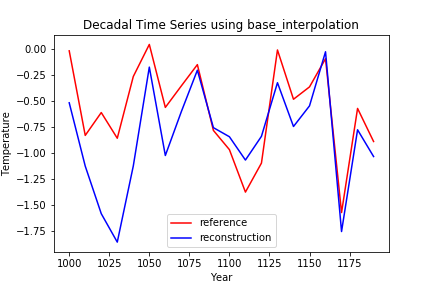 Decadal Time Series using base_interpolation
0.00
−0.25
−0.50
−0.75
−1.00
−1.25
−1.50
−1.75
Temperature
reference
reconstruction
1000 1025 1050 1075 1100 1125 1150 1175
Year